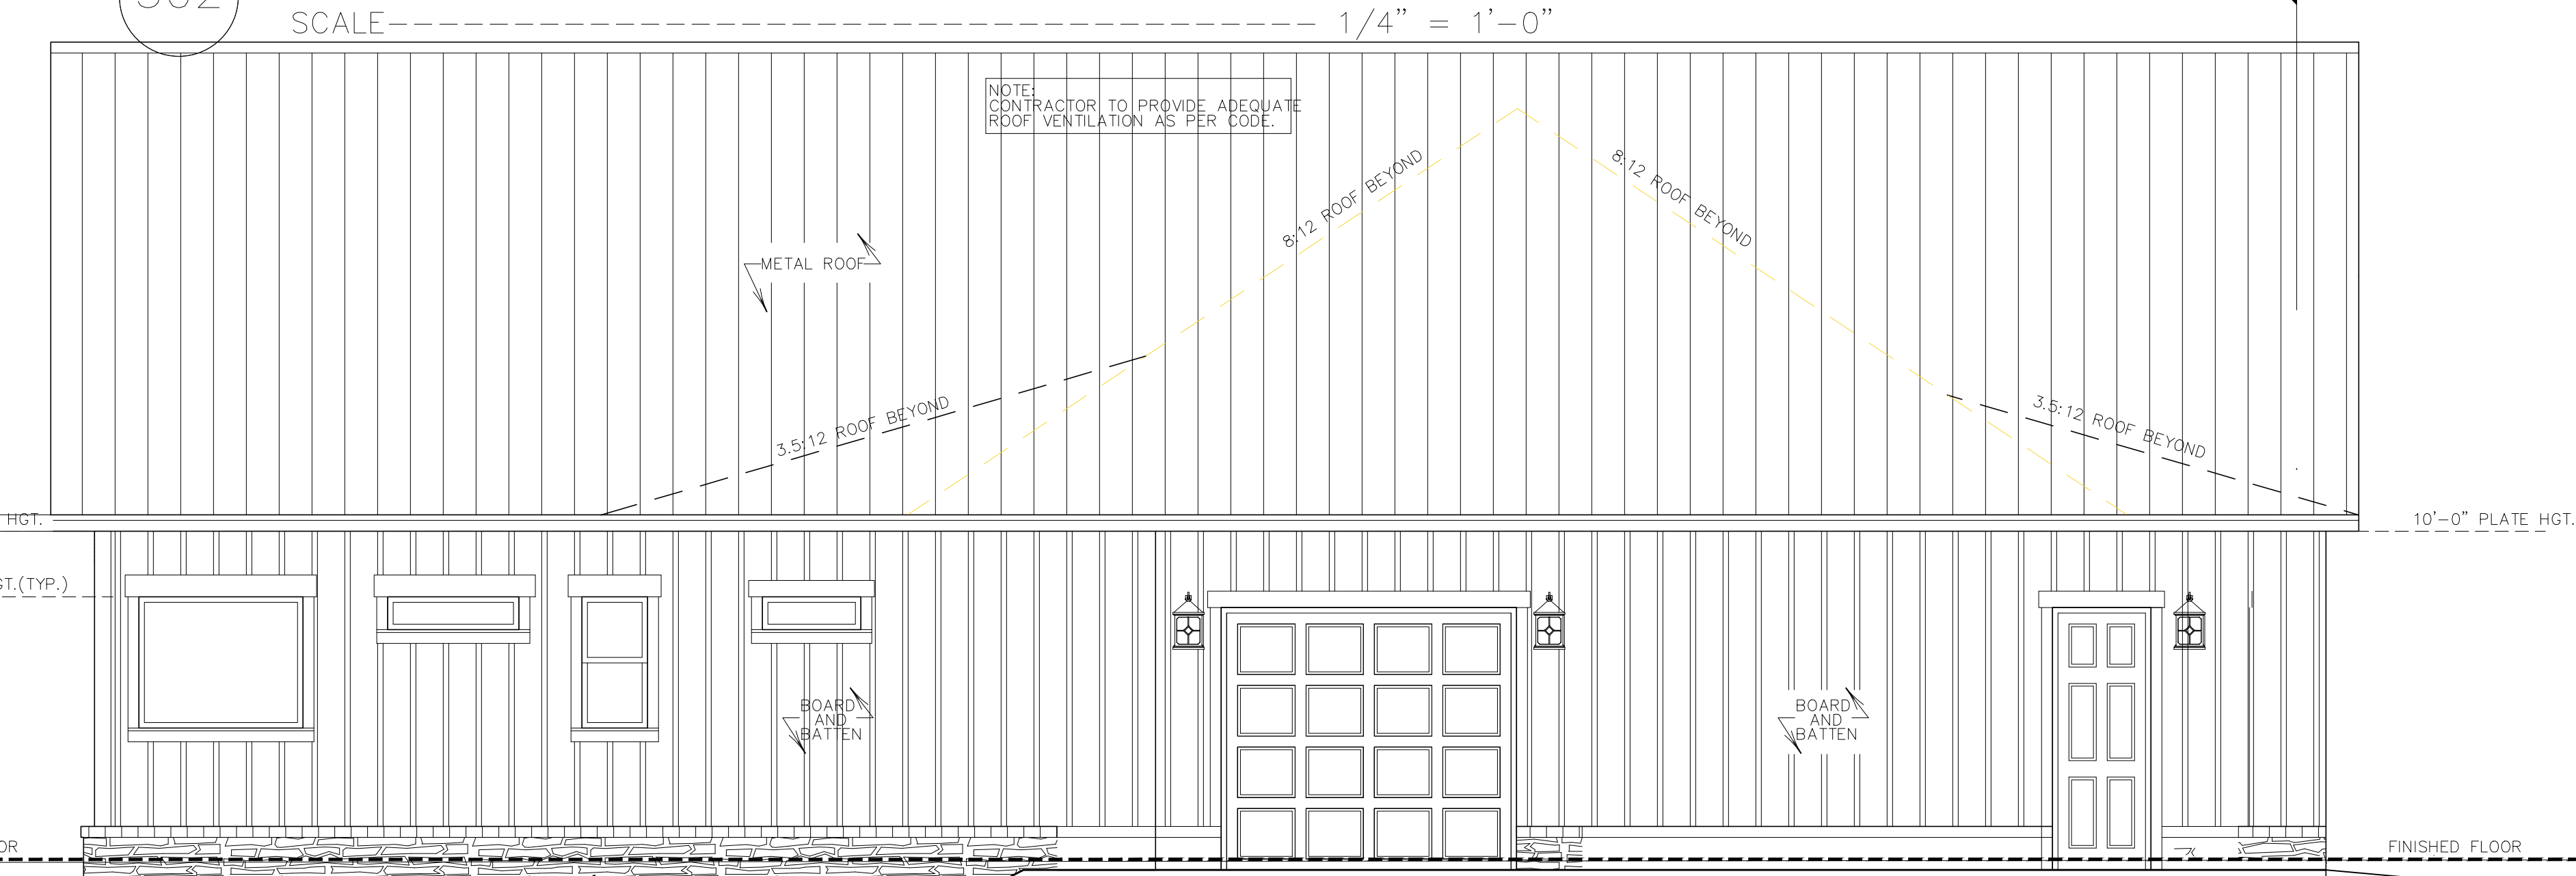 302
SCALE 1/4" = 1'-0"
NOTE:
CONTRACTOR TO PROVIDE ADEQUATE
ROOF VENTILATION AS PER CODE.
8:12 ROOF BEYOND
8:12 ROOF BEYOND
METAL ROOF
3.5:12 ROOF BEYOND
3.5:12 ROOF BEYOND
HGT.
10'-0" PLATE HGT.
GT.(TYP.)
BOARD
AND
BATTEN
BOARD
AND
BATTEN
OR
FINISHED FLOOR